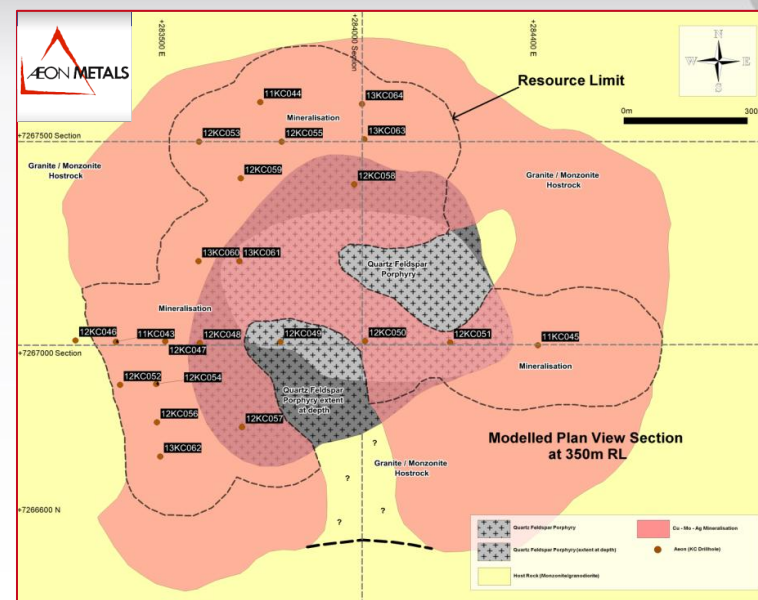 ÆON METALS
+283500 E
+284000 Section
+284400 E
N
W E
S
0m 300
Resource Limit
11KC044
13KC064
Mineralisation
+7267500 Section
12KC053
12KC055
13KC063
Granite / Monzonite
Hostrock
12KC059
12KC058
Granite / Monzonite
Hostrock
13KC060
13KC061
Quartz Feldspar
Porphyry
Mineralisation
12KC046
11KC043
12KC048
12KC049
12KC050
12KC051
11KC045
+7267000 Section
12KC047
Mineralisation
12KC052
12KC054
Quartz Feldspar
Porphyry extent
at depth
12KC056
12KC057
13KC062
Modelled Plan View Section
at 350m RL
?
Granite / Monzonite
Hostrock
?
+7266600 N
?
?
Quartz Feldspar Porphyry
Cu - Mo - Ag Mineralisation
Quartz Feldspar Porphyry (extent at depth)
Aeon (KC Drillhole)
Host Rock (Monzonite/granodiorite)